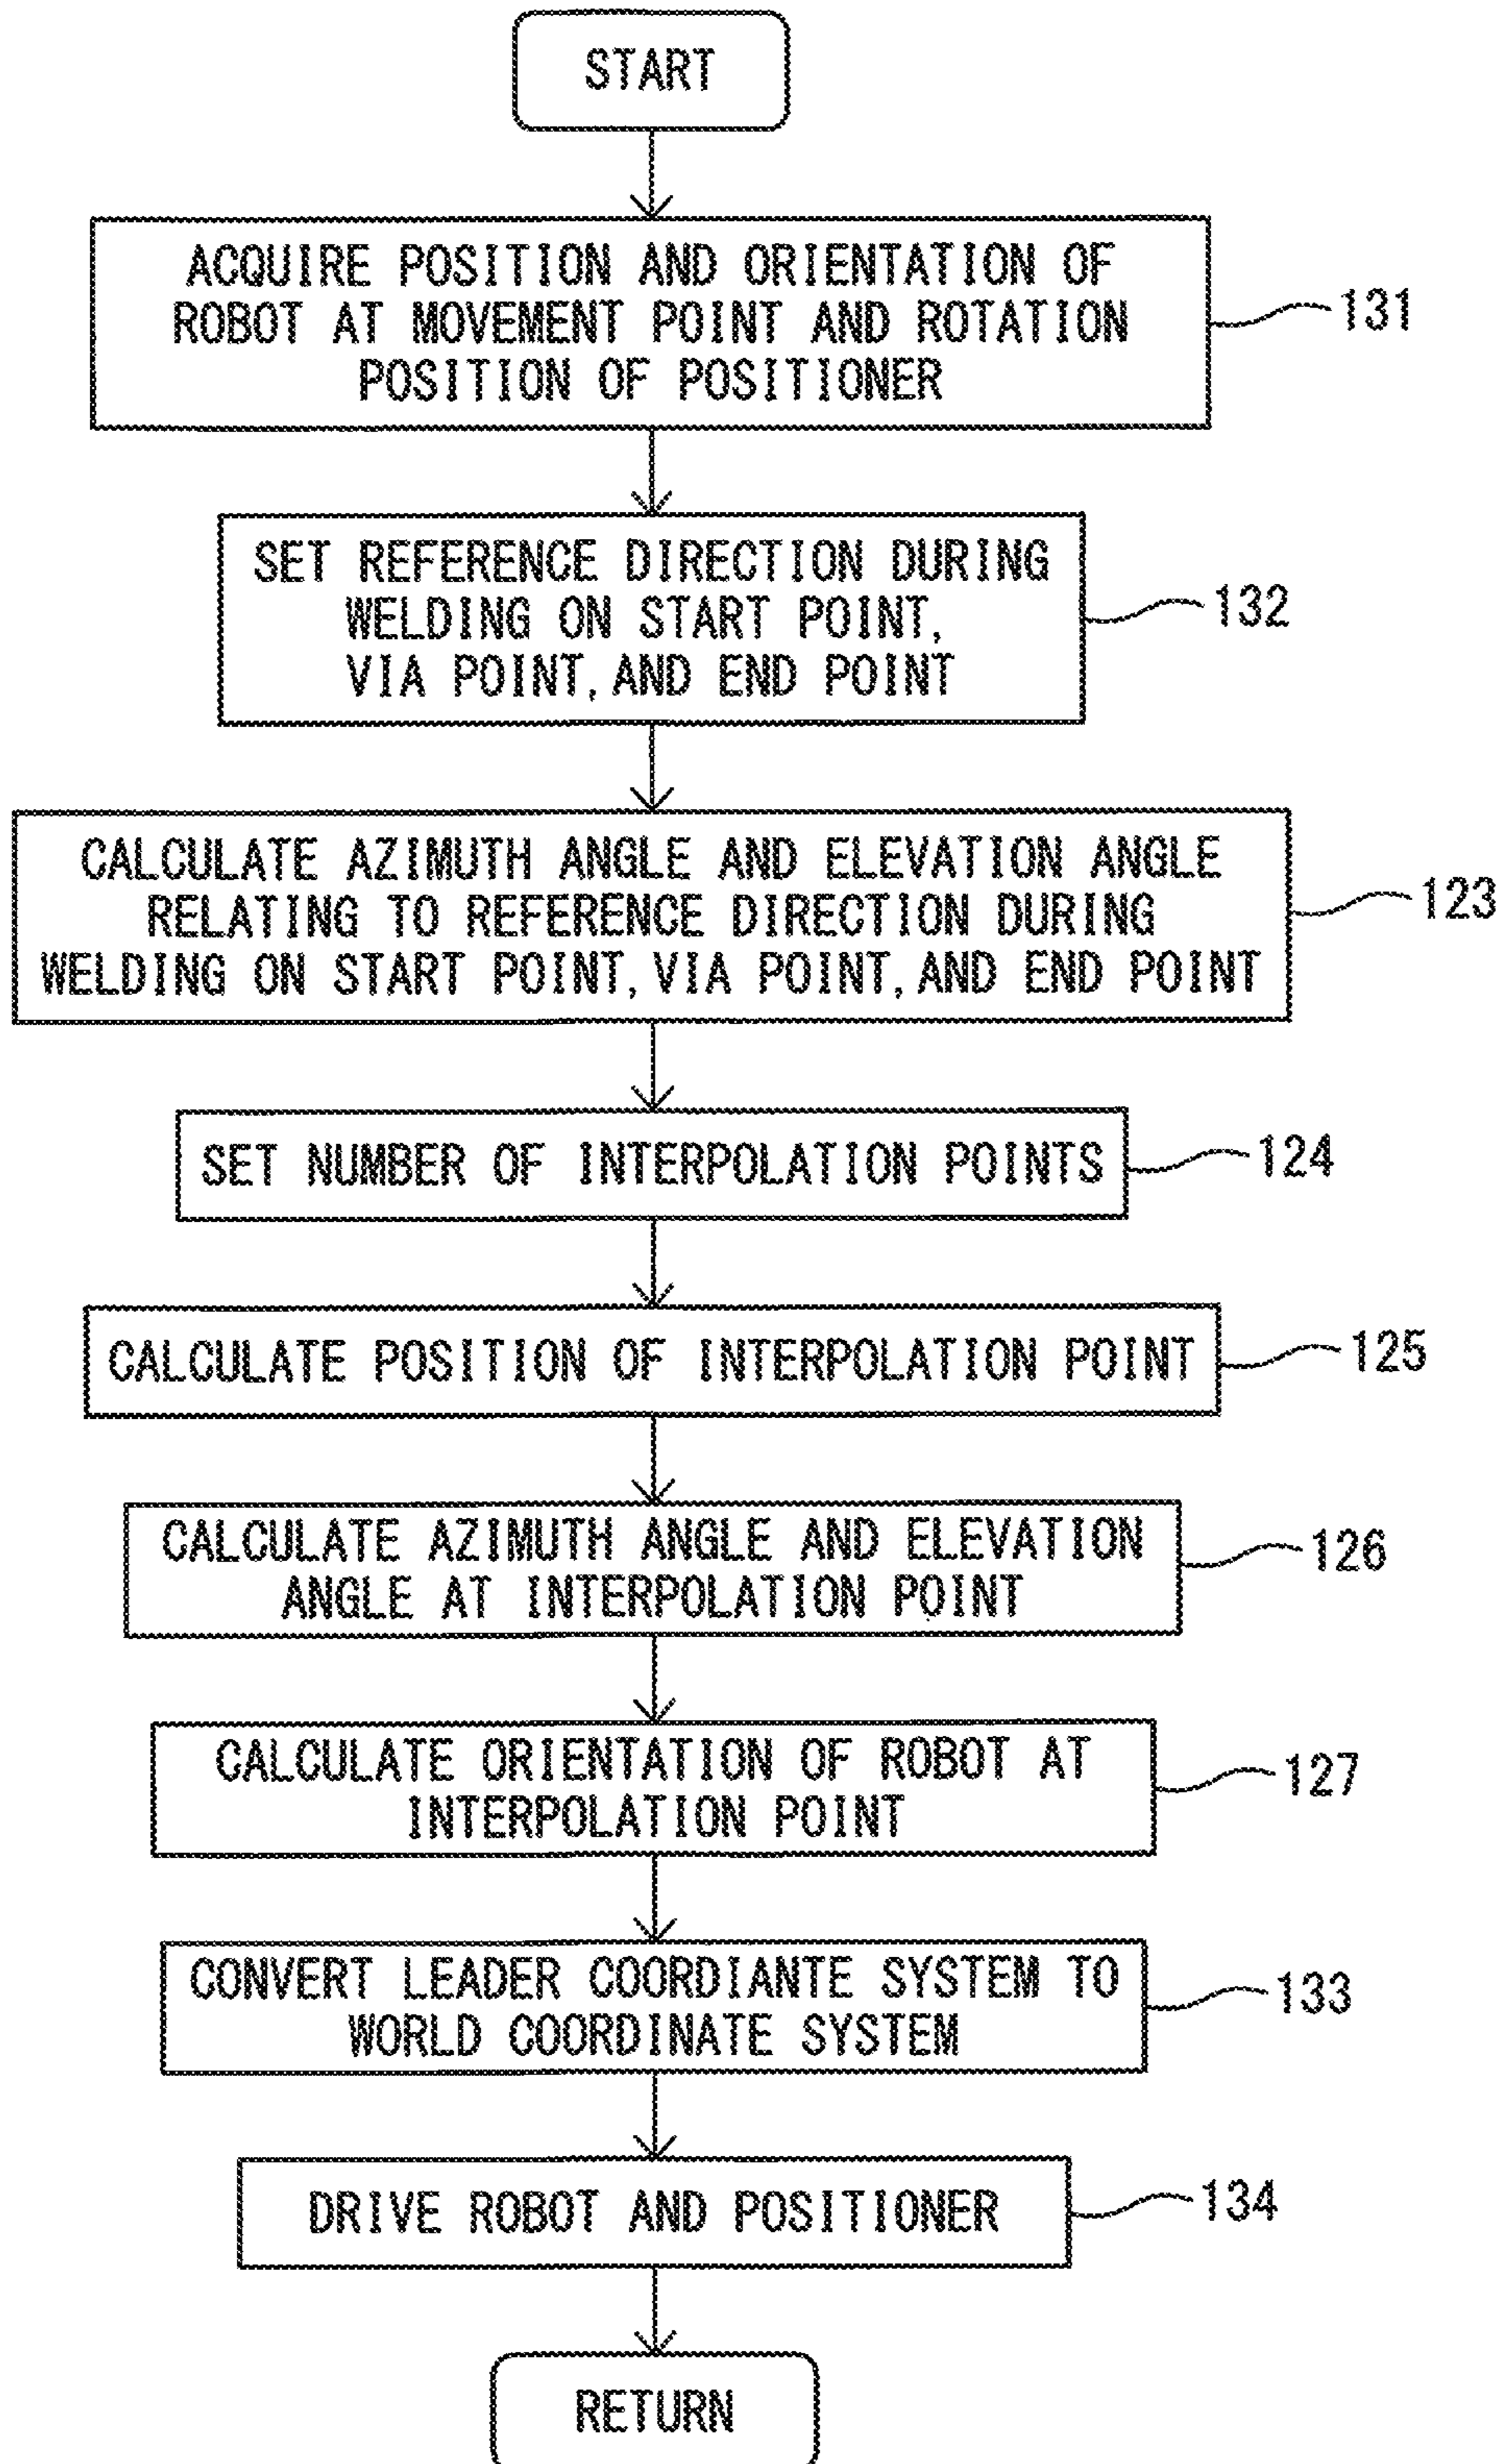 START
ACQUIRE POSITION AND ORIENTATION OF
ROBOT AT MOVEMENT POINT AND ROTATION
POSITION OF POSITIONER
131
SET REFERENCE DIRECTION DURING
WELDING ON START POINT,
VIA POINT, AND END POINT
132
CALCULATE AZIMUTH ANGLE AND ELEVATION ANGLE
RELATING TO REFERENCE DIRECTION DURING
WELDING ON START POINT, VIA POINT, AND END POINT
123
SET NUMBER OF INTERPOLATION POINTS
124
CALCULATE POSITION OF INTERPOLATION POINT
125
CALCULATE AZIMUTH ANGLE AND ELEVATION
ANGLE AT INTERPOLATION POINT
126
CALCULATE ORIENTATION OF ROBOT AT
INTERPOLATION POINT
127
CONVERT LEADER COORDIANTE SYSTEM TO
WORLD COORDINATE SYSTEM
133
DRIVE ROBOT AND POSITIONER
134
RETURN